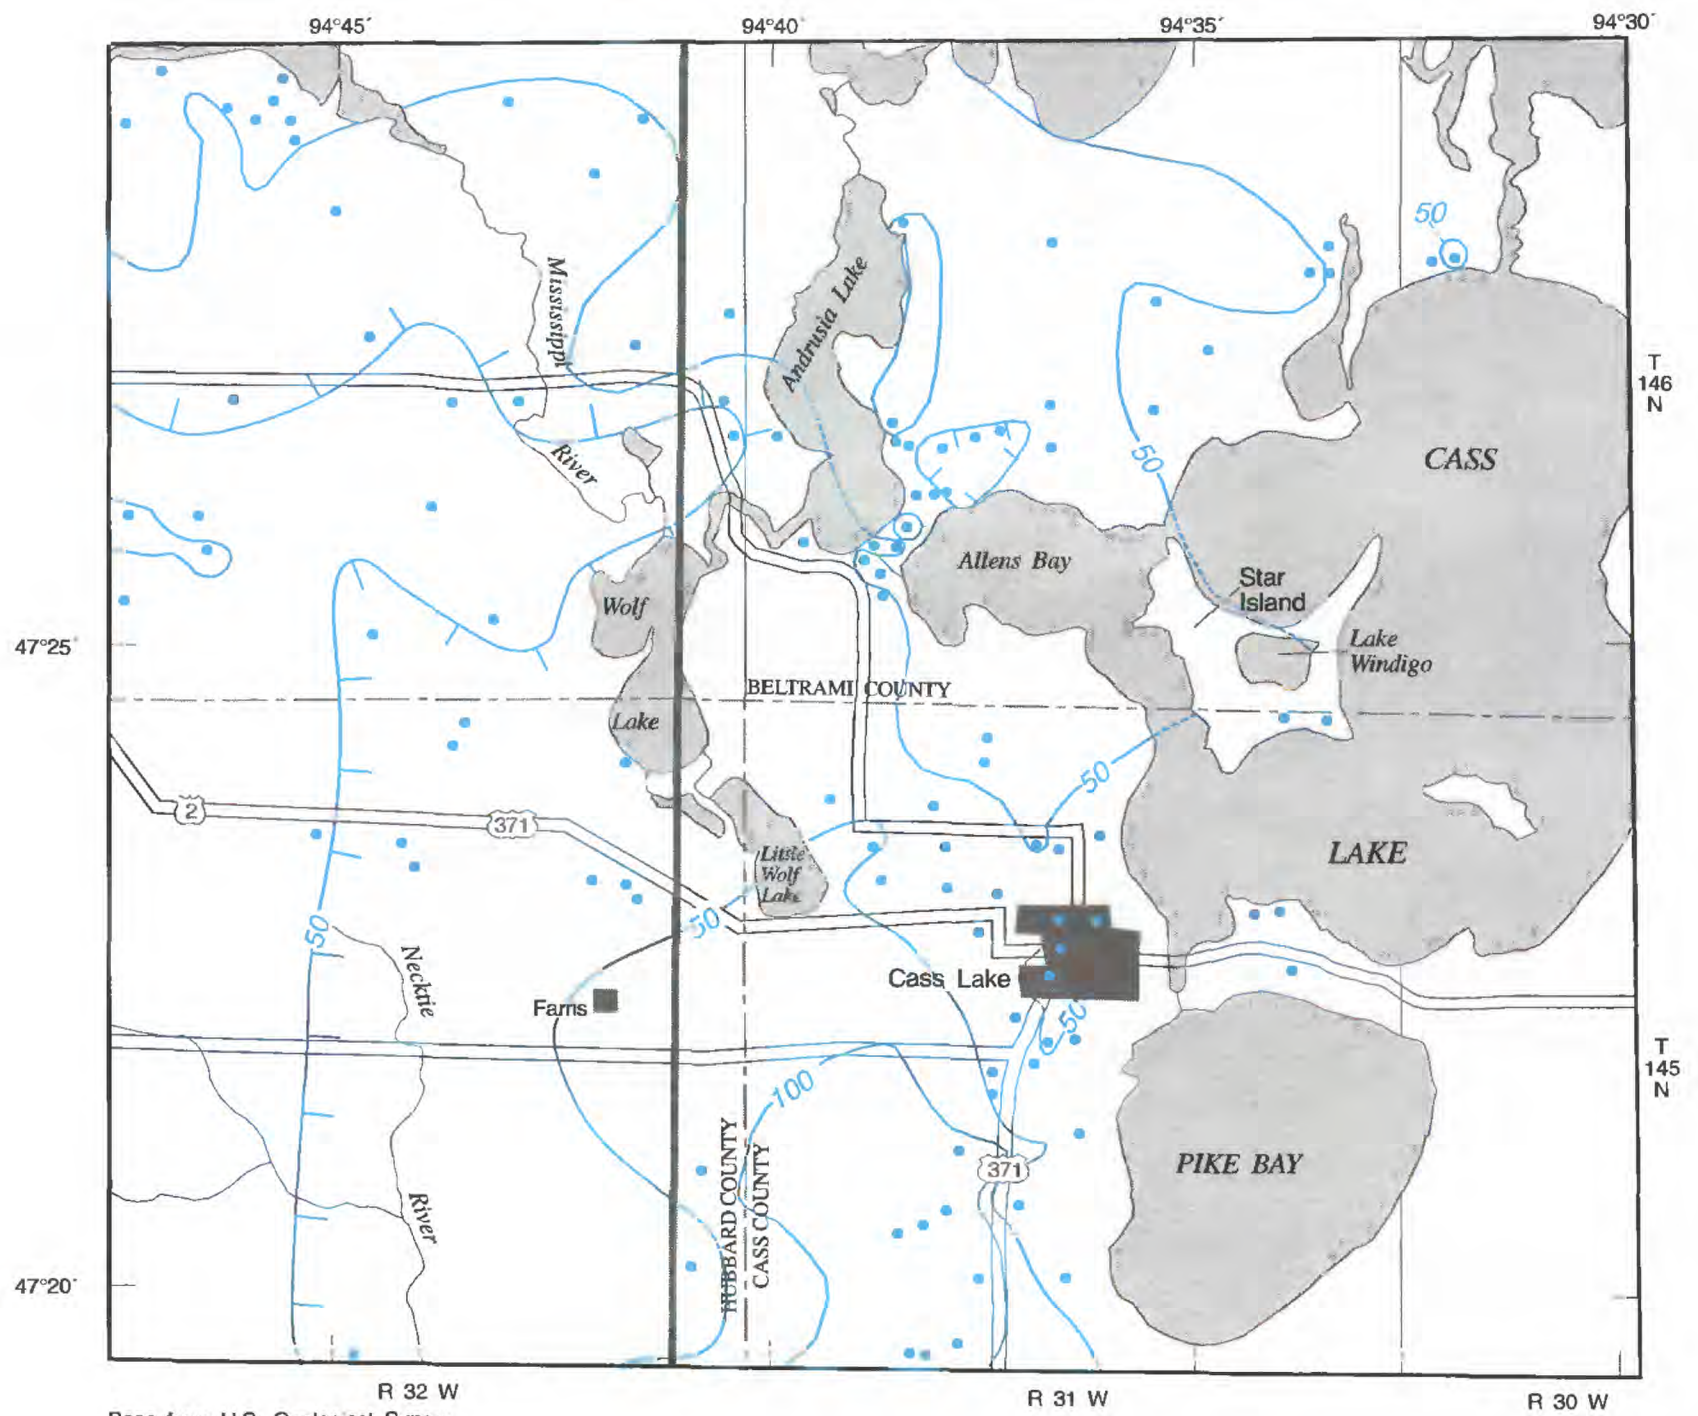 94°45′
94°40′
94°35′
94°30′
50
Mississippi
River
Andrusia Lake
T
146
N
CASS
50
Allens Bay
Star
Island
Lake
Windigo
47°25′
Wolf
Lake
BELTRAMI COUNTY
50
2
371
LAKE
Little
Wolf
Lake
50
50
Necktie
River
Farris
Cass Lake
50
100
T
145
N
371
PIKE BAY
HUBBARD COUNTY
CASS COUNTY
47°20′
R 32 W
R 31 W
R 30 W